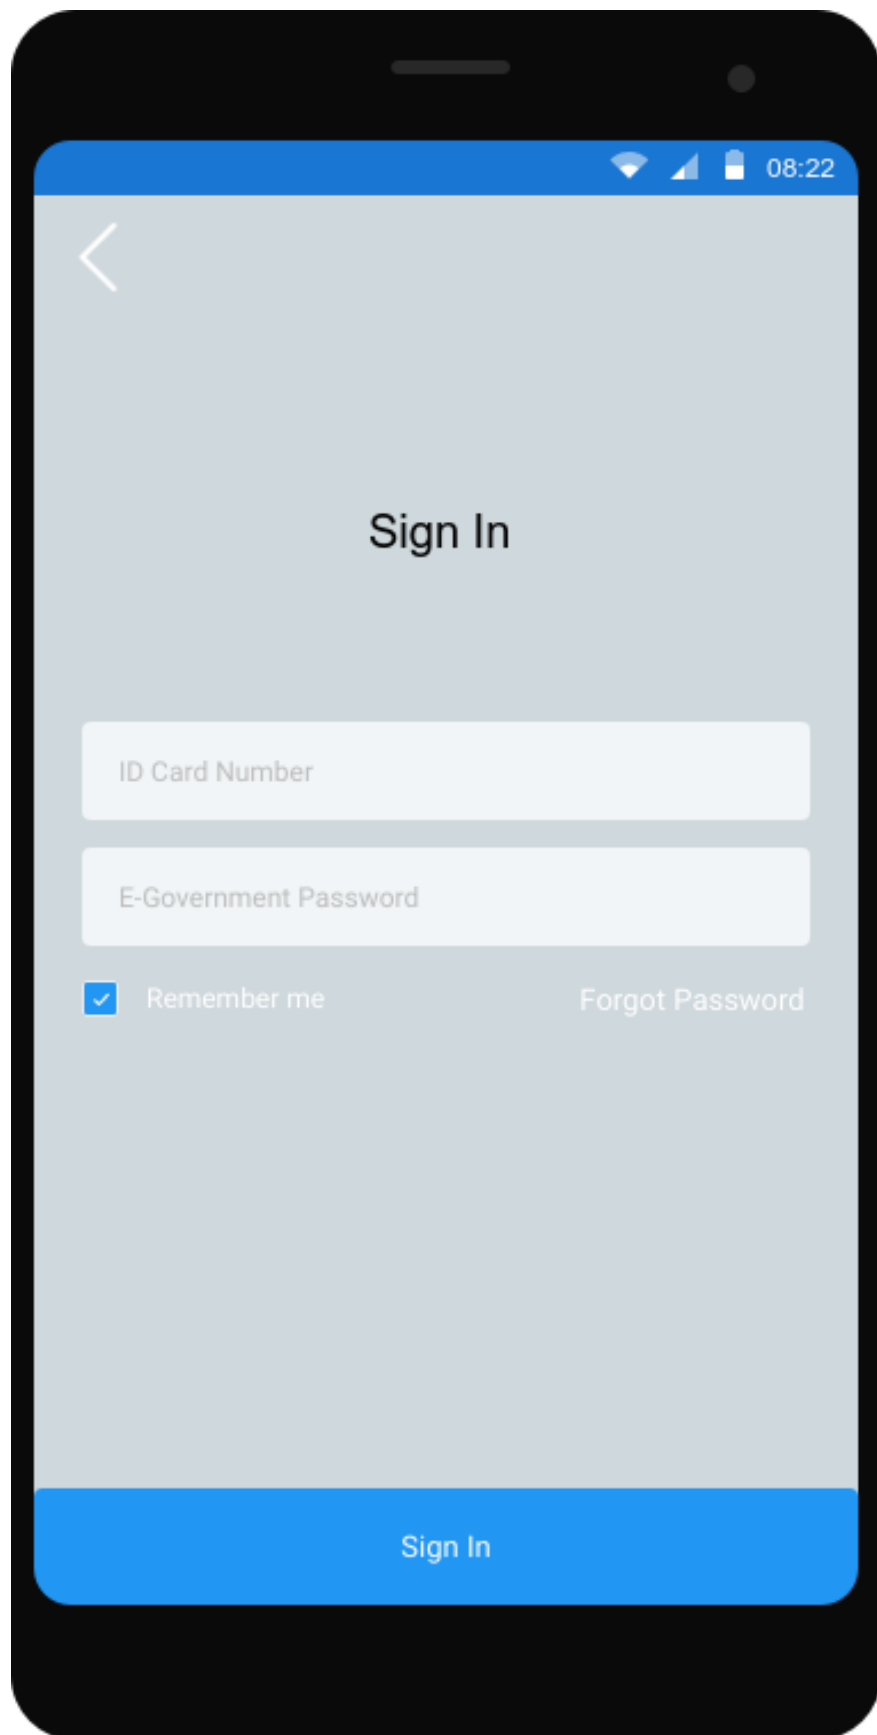 08:22
Sign In
ID Card Number
E-Government Password
Remember me
Forgot Password
Sign In